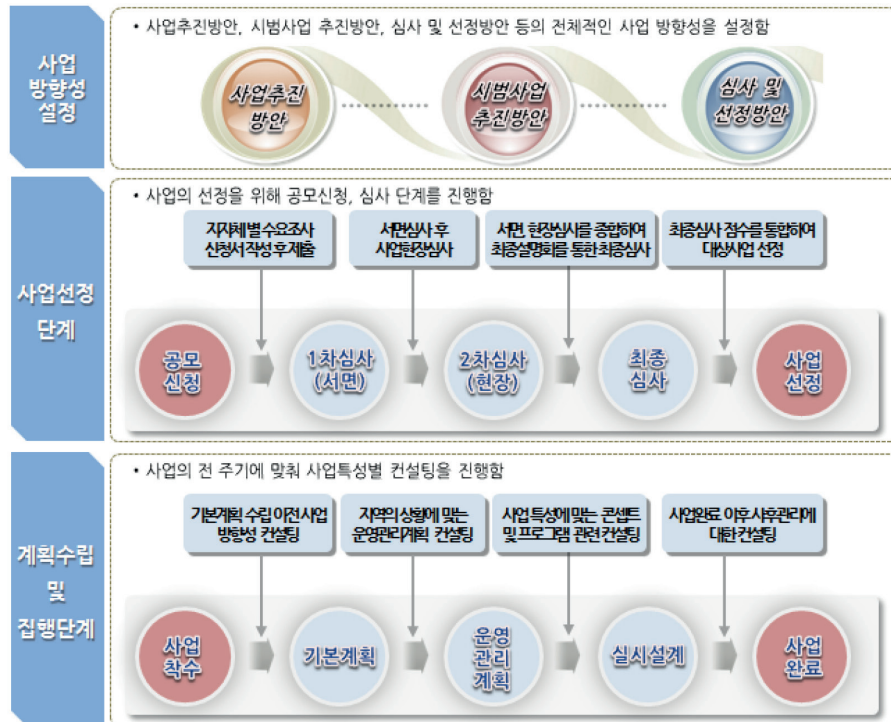 • 사업추진방안, 시범사업 추진방안, 심사 및 선정방안 등의 전체적인 사업 방향성을 설정함
사업
방향성
설정
사업추진
방안
시범사업
추진방안
심사 및
선정방안
• 사업의 선정을 위해 공모신청, 심사 단계를 진행함
지자체 별 수요조사
신청서 작성 후 제출
서면심사 후
사업현장심사
서면, 현장심사를 종합하여
최종설명회를 통한 최종심사
최종심사 점수를 통합하여
대상사업 선정
사업선정
단계
공모
신청
1차심사
(서면)
2차심사
(현장)
최종
심사
사업
선정
• 사업의 전 주기에 맞춰 사업특성별 컨설팅을 진행함
기본계획 수립 이전 사업
방향성 컨설팅
지역의 상황에 맞는
운영관리계획 컨설팅
사업 특성에 맞는 콘셉트
및 프로그램 관련 컨설팅
사업완료 이후 사후관리에
대한 컨설팅
계획수립
및
집행단계
사업
착수
기본계획
운영
관리
계획
실시설계
사업
완료